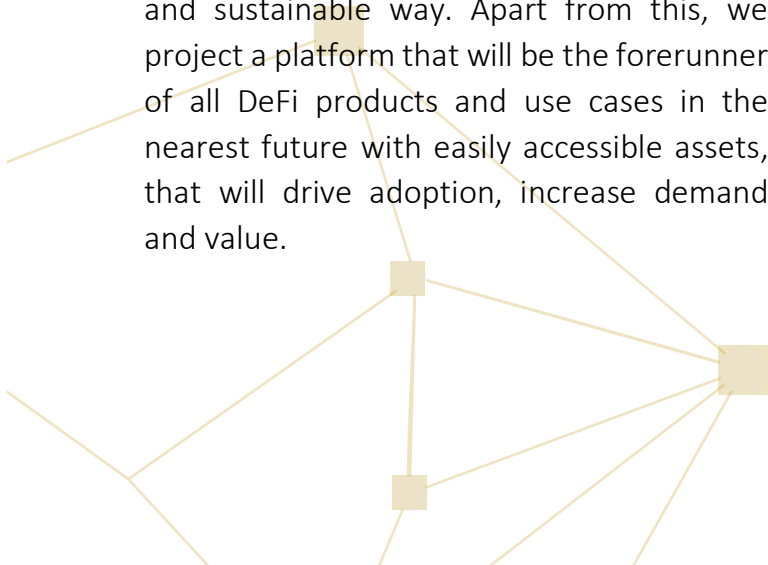 and sustainable way. Apart from this, we
project a platform that will be the forerunner
of all DeFi products and use cases in the
nearest future with easily accessible assets,
that will drive adoption, increase demand
and value.